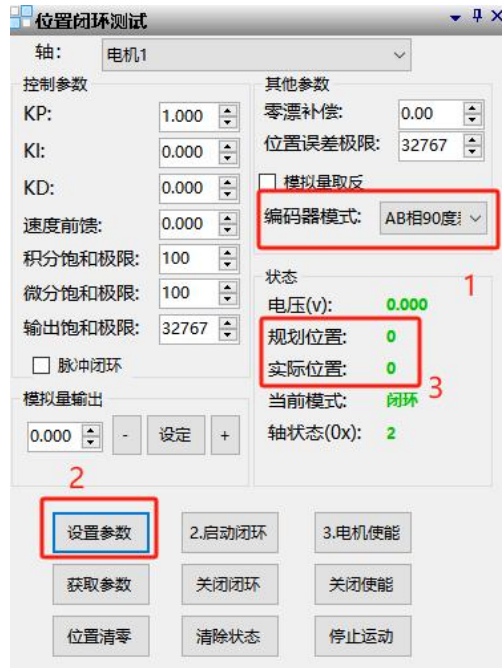 位置闭环测试
轴: 电机1
控制参数
KP: 1.000
KI: 0.000
KD: 0.000
速度前馈: 0.000
积分饱和极限: 100
微分饱和极限: 100
输出饱和极限: 32767
脉冲闭环
模拟量输出
0.000 - 设定 +
其他参数
零漂补偿: 0.00
位置误差极限: 32767
模拟量取反
编码器模式: AB相90度
1
状态
电压(v): 0.000
规划位置: 0
实际位置: 0
3
当前模式: 闭环
轴状态(0x): 2
2
设置参数 2.启动闭环 3.电机使能
获取参数 关闭闭环 关闭使能
位置清零 清除状态 停止运动